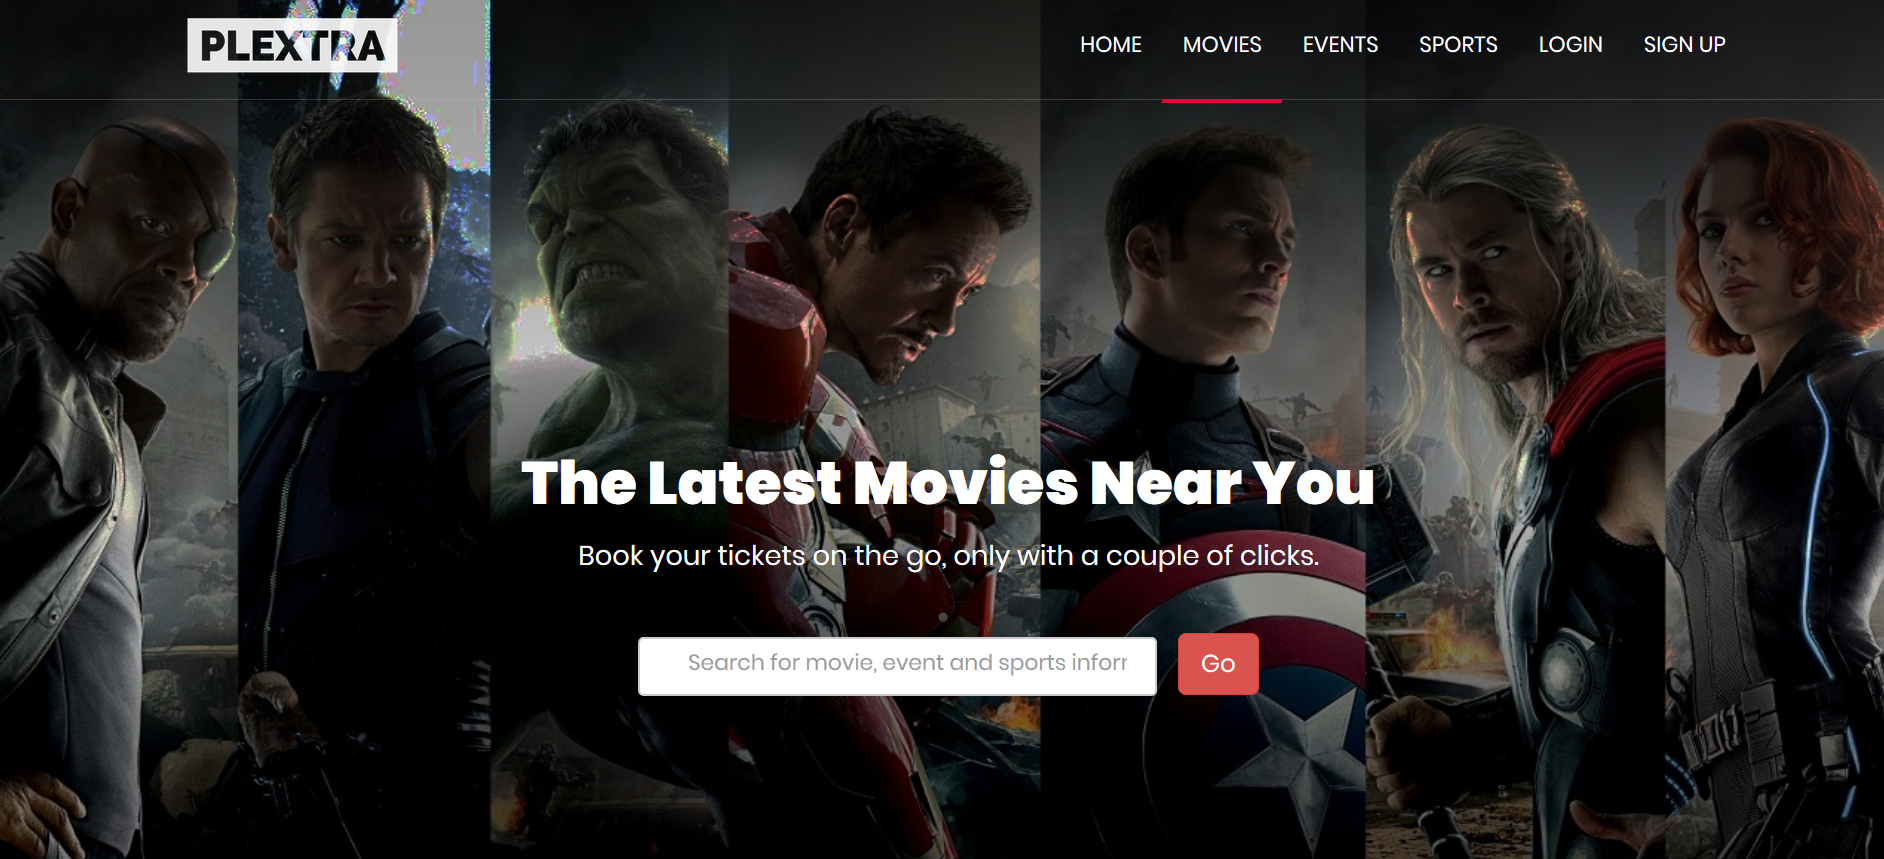 PLEXTRA
HOME MOVIES EVENTS SPORTS LOGIN SIGN UP
The Latest Movies Near You
Book your tickets on the go, only with a couple of clicks.
Search for movie, event and sports inforr
Go